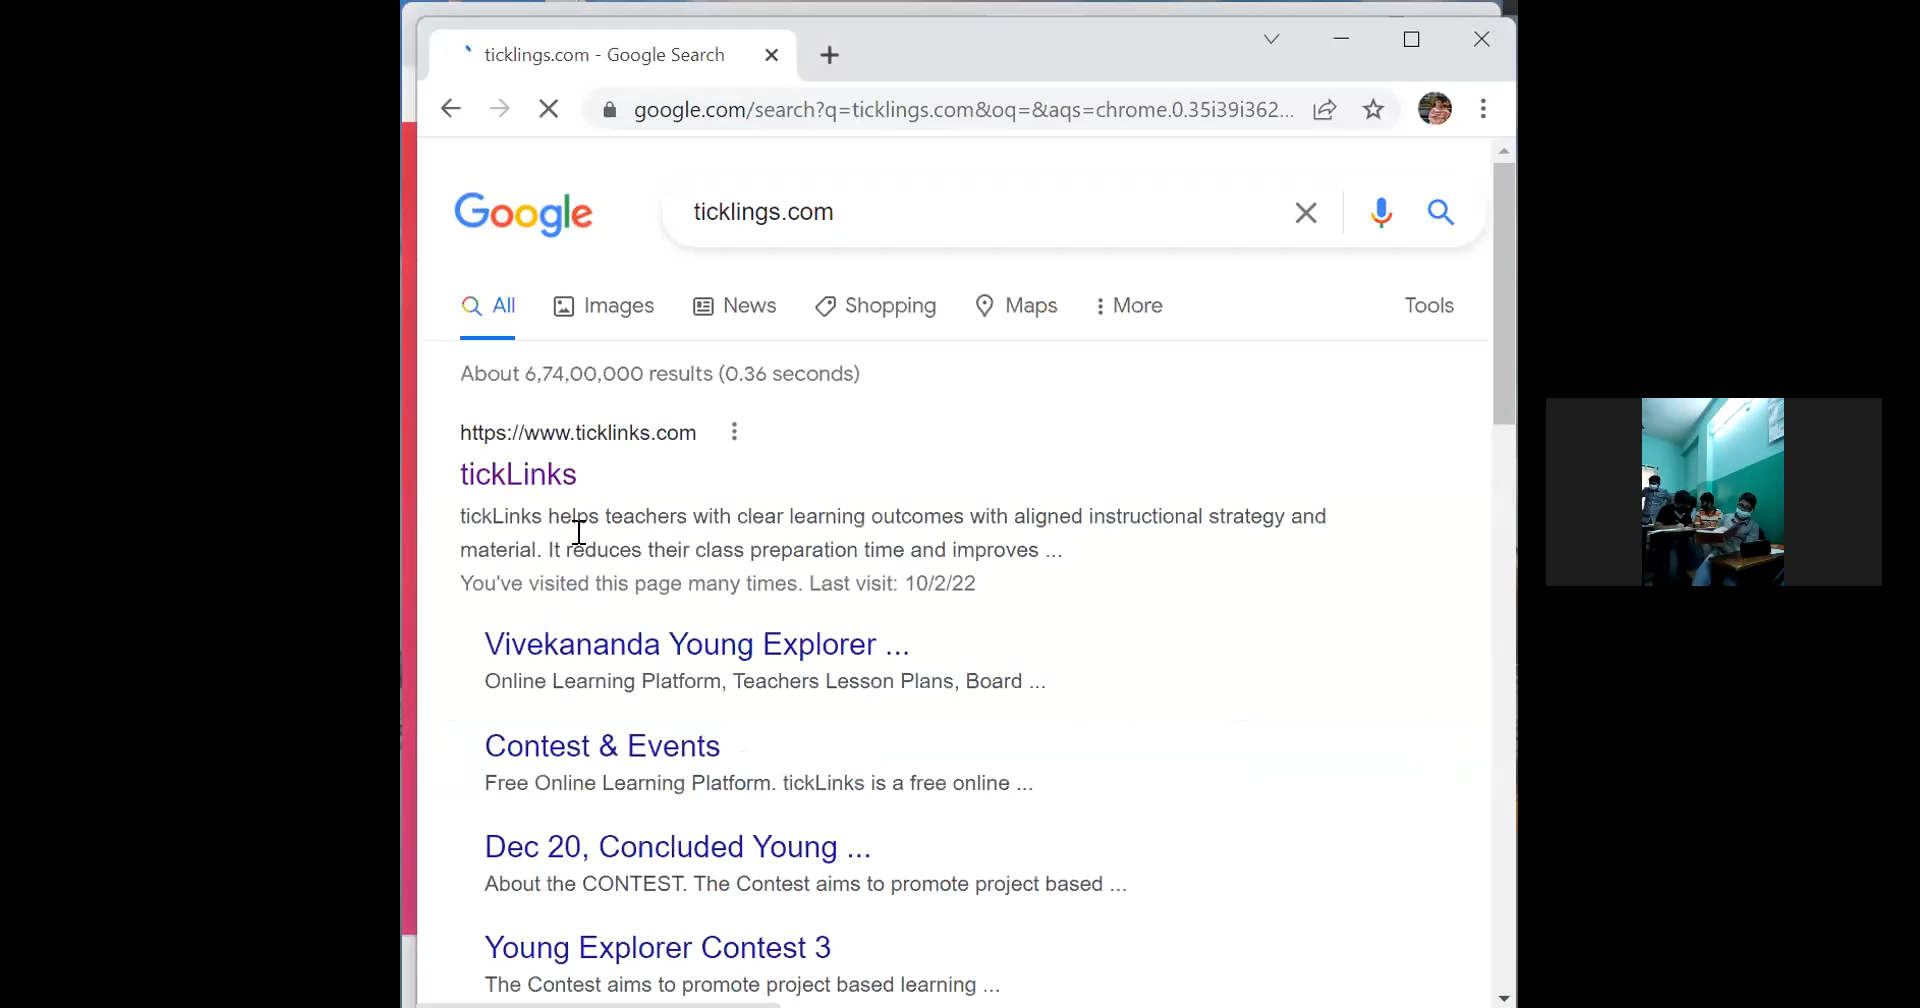 ticklings.com - Google Search
google.com/search?q=ticklings.com&oq=&aqs=chrome.0.35i39i362...
Google
ticklings.com
All Images News Shopping Maps More Tools
About 6,74,00,000 results (0.36 seconds)
https://www.ticklinks.com
tickLinks
tickLinks helps teachers with clear learning outcomes with aligned instructional strategy and
material. It reduces their class preparation time and improves ...
You've visited this page many times. Last visit: 10/2/22
Vivekananda Young Explorer ...
Online Learning Platform, Teachers Lesson Plans, Board ...
Contest & Events
Free Online Learning Platform. tickLinks is a free online ...
Dec 20, Concluded Young ...
About the CONTEST. The Contest aims to promote project based ...
Young Explorer Contest 3
The Contest aims to promote project based learning ...